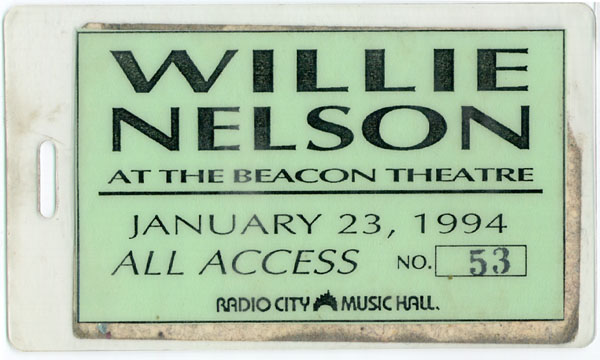 WILLIE
NELSON
AT THE BEACON THEATRE
JANUARY 23, 1994
ALL ACCESS NO. 53
RADIO CITY MUSIC HALL.